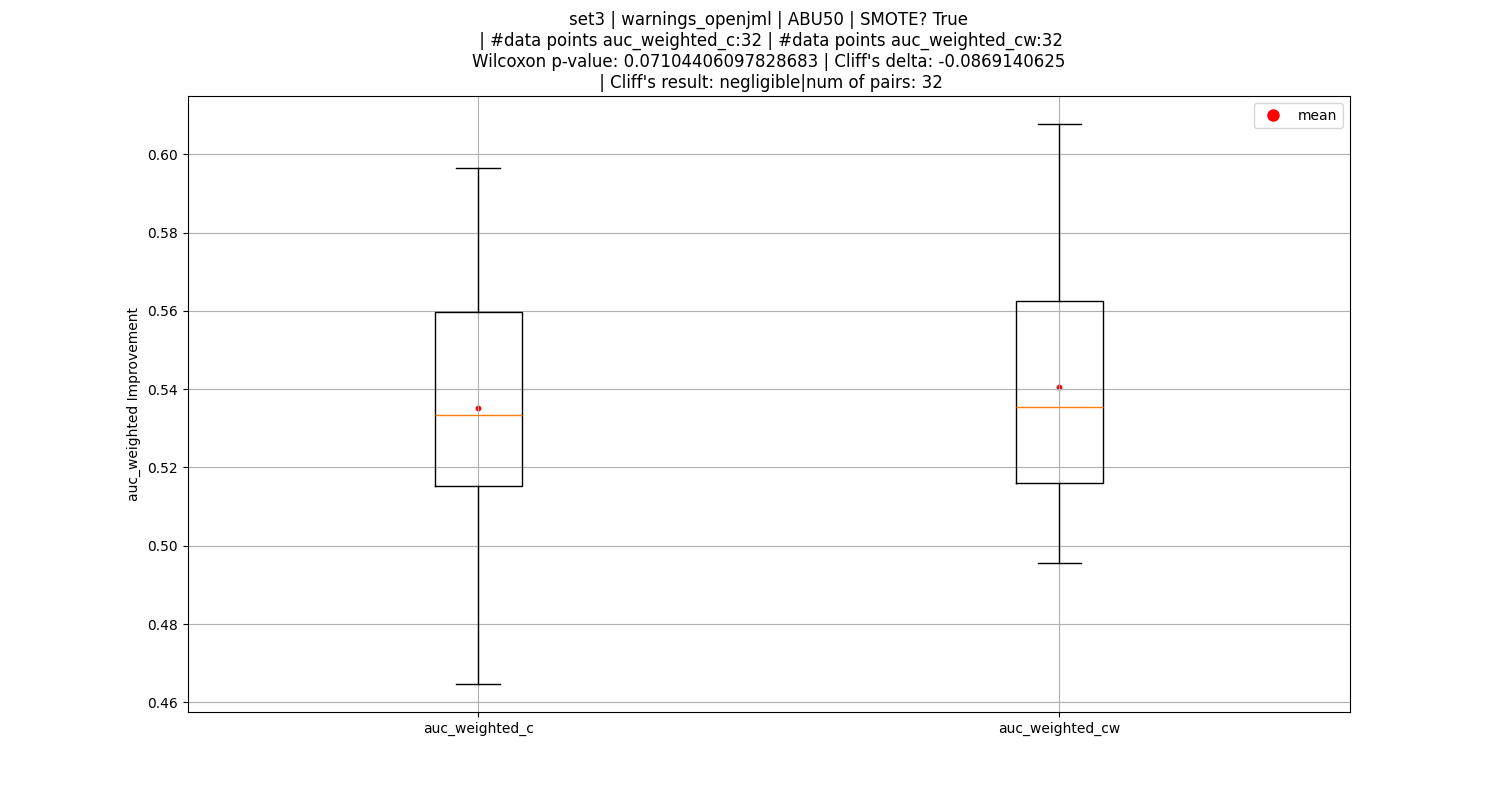 set3 | warnings_openjml | ABU50 | SMOTE? True
| #data points auc_weighted_c:32 | #data points auc_weighted_cw:32
Wilcoxon p-value: 0.07104406097828683 | Cliff's delta: -0.0869140625
| Cliff's result: negligible|num of pairs: 32
mean
0.60
0.58
0.56
0.54
0.52
0.50
0.48
0.46
auc_weighted Improvement
auc_weighted_c
auc_weighted_cw